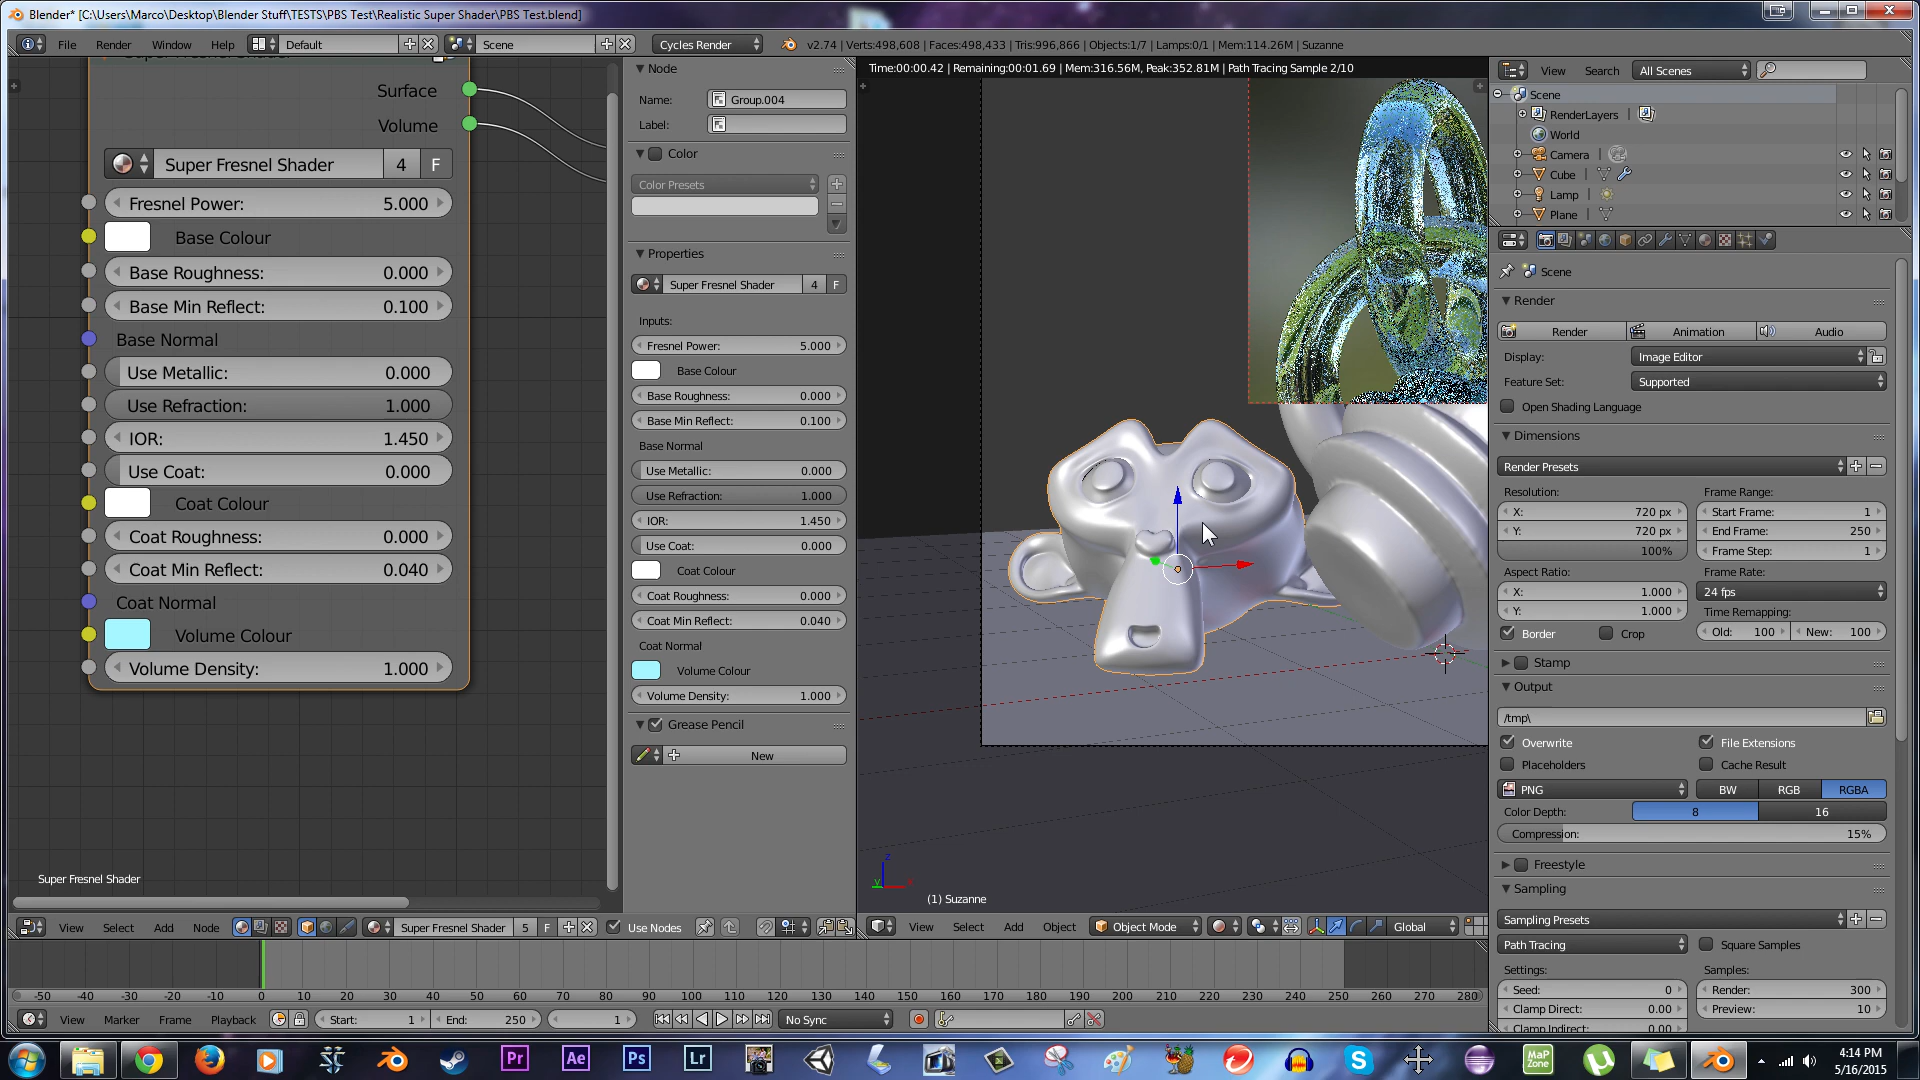 Blender* [C:\Users\Marco\Desktop\Blender Stuff\TESTS\PBS Test\Realistic Super Shader\PBS Test.blend]
File Render Window Help Default Scene Cycles Render v2.74 | Verts:498,608 | Faces:498,433 | Tris:996,866 | Objects:1/7 | Lamps:0/1 | Mem:114.26M | Suzanne
Super Fresnel Shader
Surface
Volume
Super Fresnel Shader 4 F
Fresnel Power: 5.000
Base Colour
Base Roughness: 0.000
Base Min Reflect: 0.100
Base Normal
Use Metallic: 0.000
Use Refraction: 1.000
IOR: 1.450
Use Coat: 0.000
Coat Colour
Coat Roughness: 0.000
Coat Min Reflect: 0.040
Coat Normal
Volume Colour
Volume Density: 1.000
Super Fresnel Shader
View Select Add Node Super Fresnel Shader 5 F Use Nodes
Node
Name: Group.004
Label:
Color
Color Presets
Properties
Super Fresnel Shader 4 F
Inputs:
Fresnel Power: 5.000
Base Colour
Base Roughness: 0.000
Base Min Reflect: 0.100
Base Normal
Use Metallic: 0.000
Use Refraction: 1.000
IOR: 1.450
Use Coat: 0.000
Coat Colour
Coat Roughness: 0.000
Coat Min Reflect: 0.040
Coat Normal
Volume Colour
Volume Density: 1.000
Grease Pencil
New
Time:00:00.42 | Remaining:00:01.69 | Mem:316.56M, Peak:352.81M | Path Tracing Sample 2/10
z
y
x
(1) Suzanne
View Select Add Object Object Mode Global
View Search All Scenes
Scene
RenderLayers |
World
Camera |
Cube |
Lamp |
Plane |
Scene
Render
Render Animation Audio
Display: Image Editor
Feature Set: Supported
Open Shading Language
Dimensions
Render Presets
Resolution: Frame Range:
X: 720 px Start Frame: 1
Y: 720 px End Frame: 250
100% Frame Step: 1
Aspect Ratio: Frame Rate:
X: 1.000 24 fps
Y: 1.000 Time Remapping:
Border Crop Old: 100 New: 100
Stamp
Output
/tmp\
Overwrite File Extensions
Placeholders Cache Result
PNG BW RGB RGBA
Color Depth: 8 16
Compression: 15%
Freestyle
Sampling
Sampling Presets
Path Tracing Square Samples
Settings: Samples:
Seed: 0 Render: 300
Clamp Direct: 0.00 Preview: 10
Clamp Indirect: 0.00
-50 -40 -30 -20 -10 0 10 20 30 40 50 60 70 80 90 100 110 120 130 140 150 160 170 180 190 200 210 220 230 240 250 260 270 280
View Marker Frame Playback Start: 1 End: 250 1 No Sync
Pr Ae Ps Lr MaP Zone
4:14 PM
5/16/2015